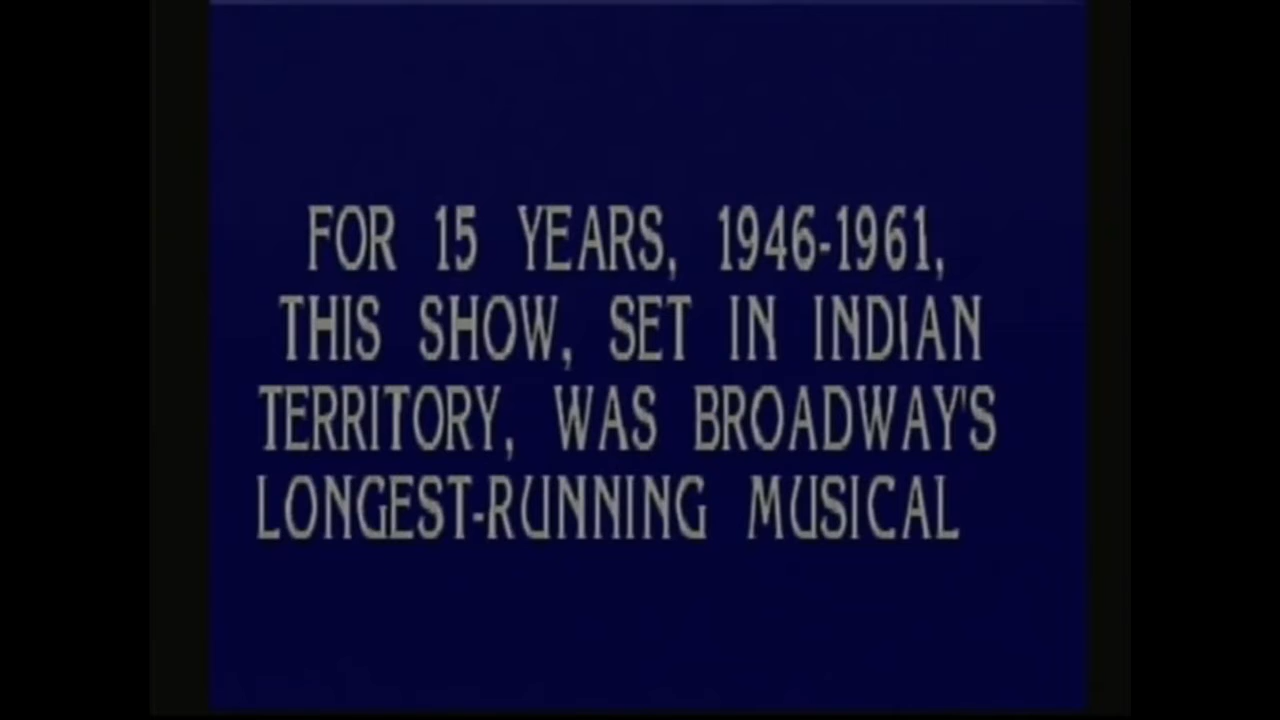 FOR 15 YEARS, 1946-1961,
THIS SHOW, SET IN INDIAN
TERRITORY, WAS BROADWAY'S
LONGEST-RUNNING MUSICAL